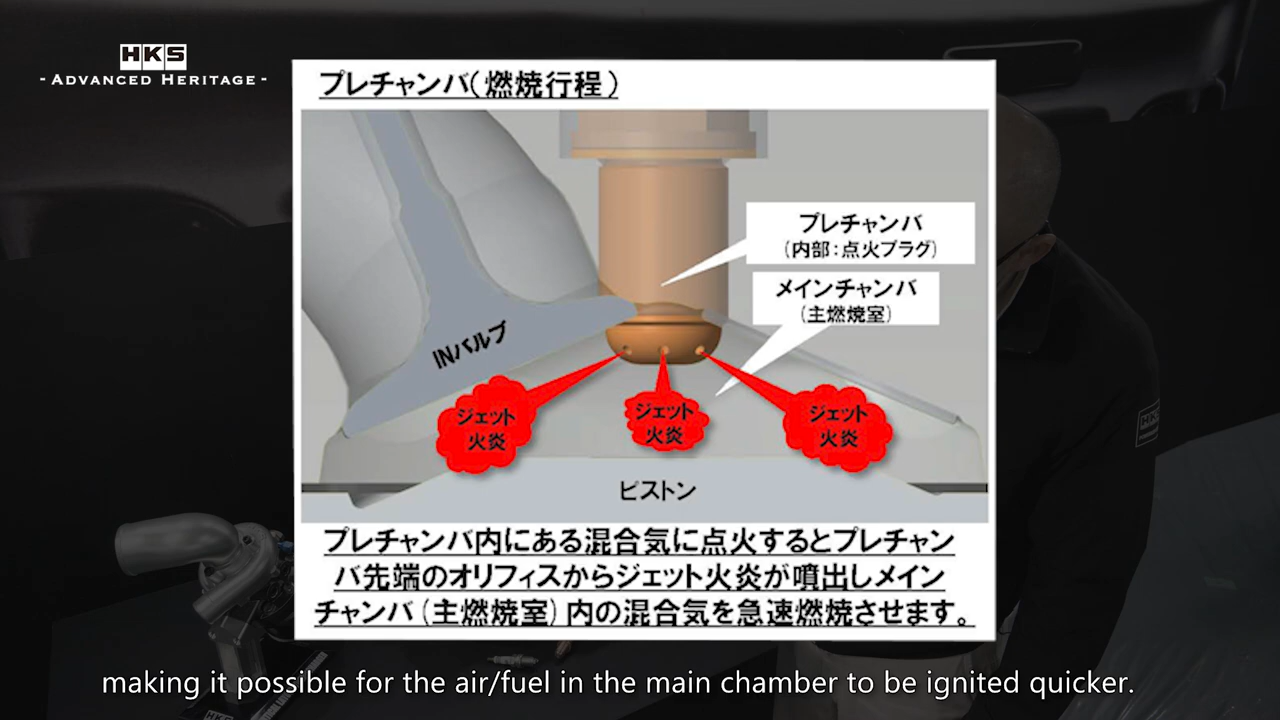 HKS
- ADVANCED HERITAGE -
プレチャンバ(燃焼行程)
プレチャンバ
(内部:点火プラグ)
メインチャンバ
(主燃焼室)
INバルブ
ジェット
火炎
ジェット
火炎
ジェット
火炎
HKS
ピストン
プレチャンバ内にある混合気に点火するとプレチャン
バ先端のオリフィスからジェット火炎が噴出しメイン
チャンバ(主燃焼室)内の混合気を急速燃焼させます。
making it possible for the air/fuel in the main chamber to be ignited quicker.
HKS